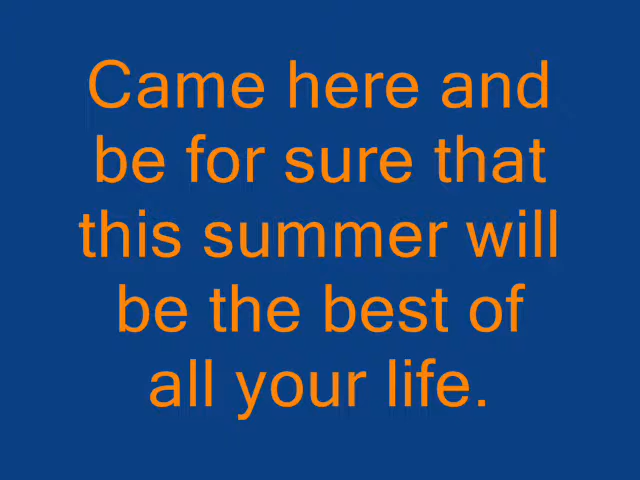 Came here and
be for sure that
this summer will
be the best of
all your life.